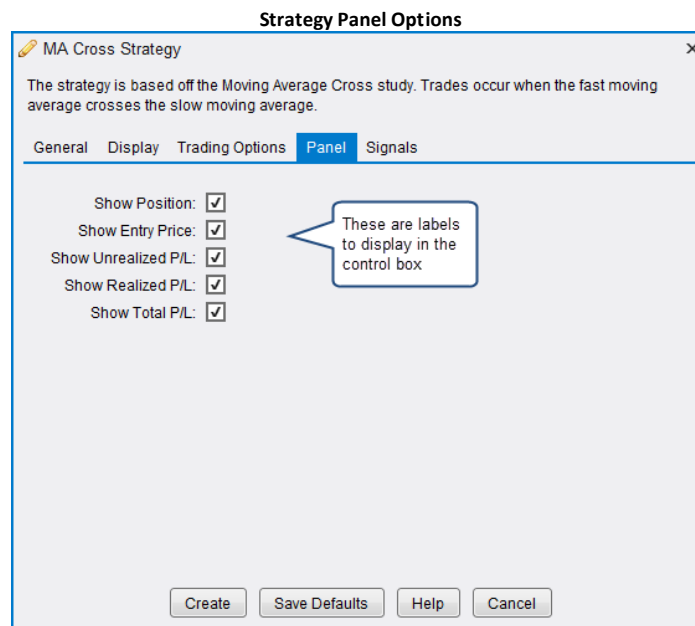 Strategy Panel Options
MA Cross Strategy
The strategy is based off the Moving Average Cross study. Trades occur when the fast moving
average crosses the slow moving average.
General Display Trading Options Panel Signals
Show Position:
Show Entry Price:
Show Unrealized P/L:
Show Realized P/L:
Show Total P/L:
These are labels
to display in the
control box
Create Save Defaults Help Cancel